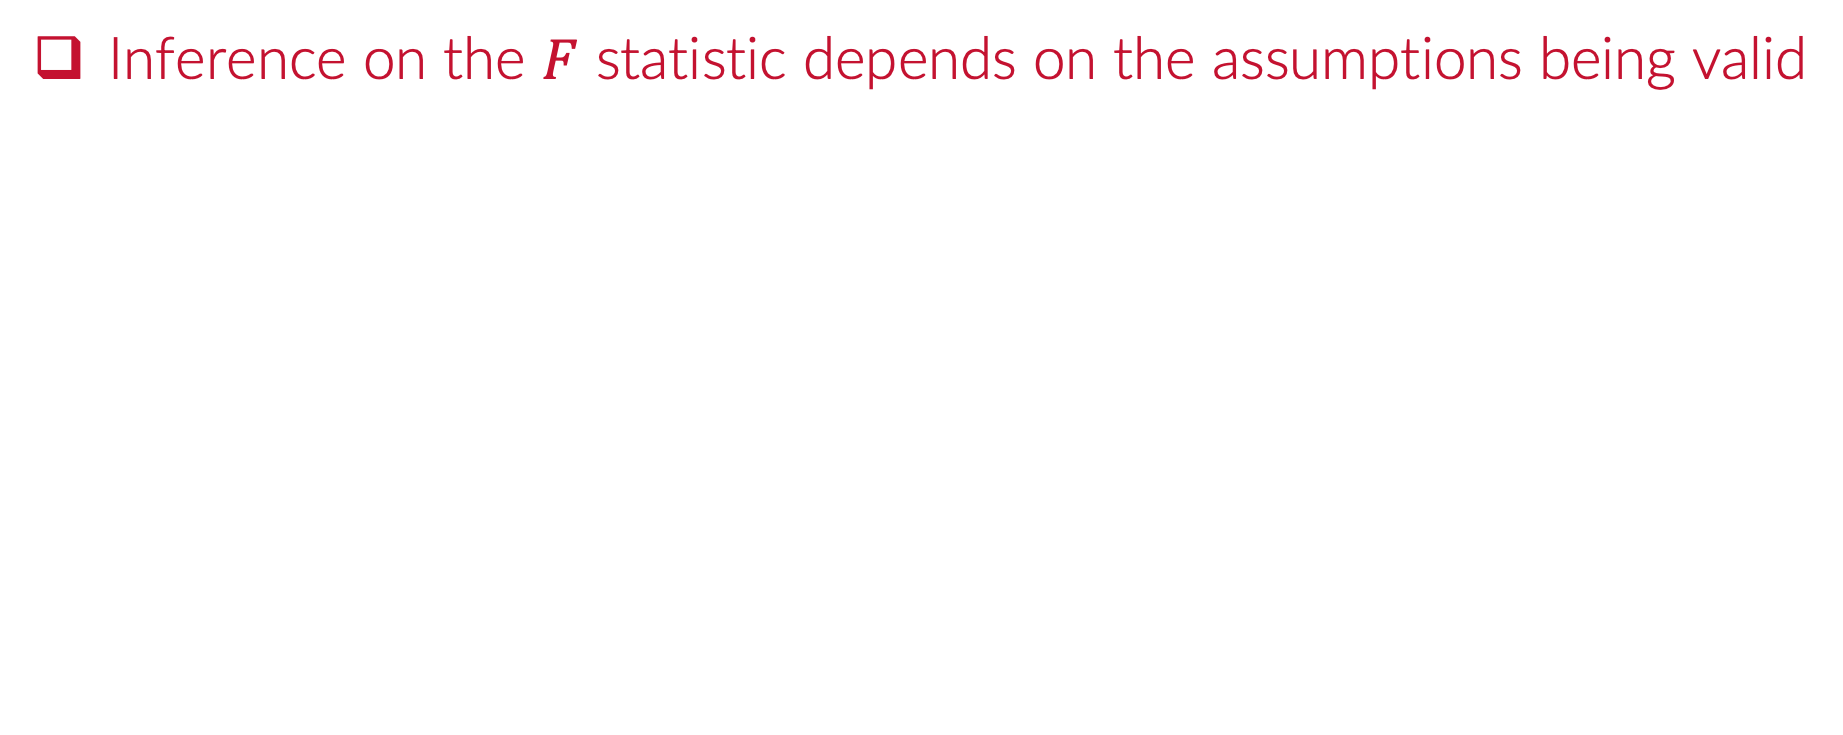 ❑ Inference on the F statistic depends on the assumptions being valid